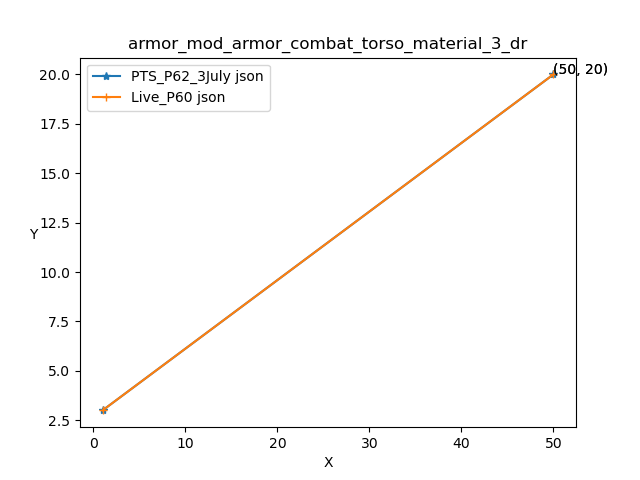 armor_mod_armor_combat_torso_material_3_dr
PTS_P62_3July json
Live_P60 json
(50, 20)
20.0
17.5
15.0
12.5
10.0
7.5
5.0
2.5
Y
0 10 20 30 40 50
X